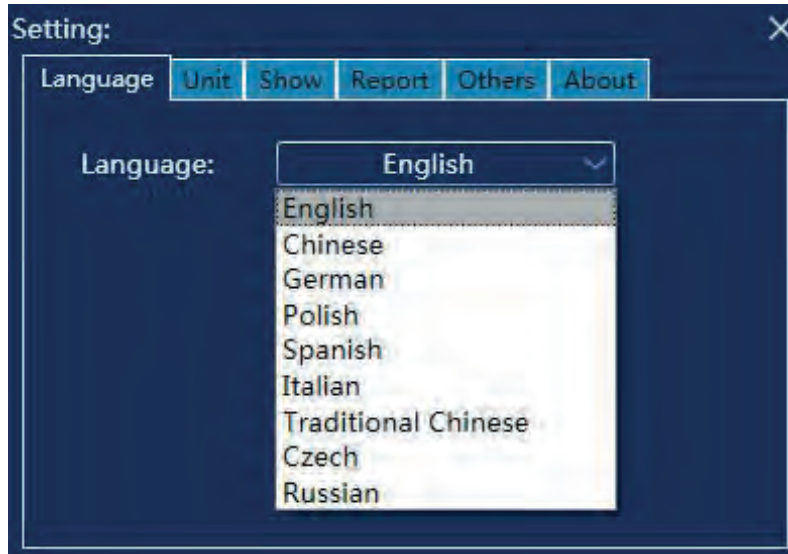 Setting:
Language Unit Show Report Others About
Language: English
English
Chinese
German
Polish
Spanish
Italian
Traditional Chinese
Czech
Russian